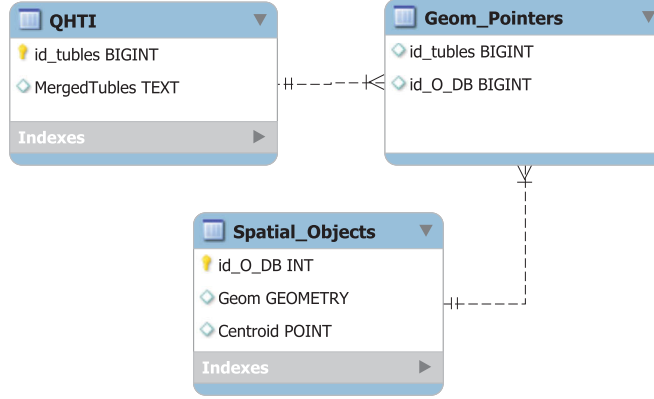 QHTI
id_tubles BIGINT
MergedTubles TEXT
Indexes
Geom_Pointers
id_tubles BIGINT
id_O_DB BIGINT
Spatial_Objects
id_O_DB INT
Geom GEOMETRY
Centroid POINT
Indexes